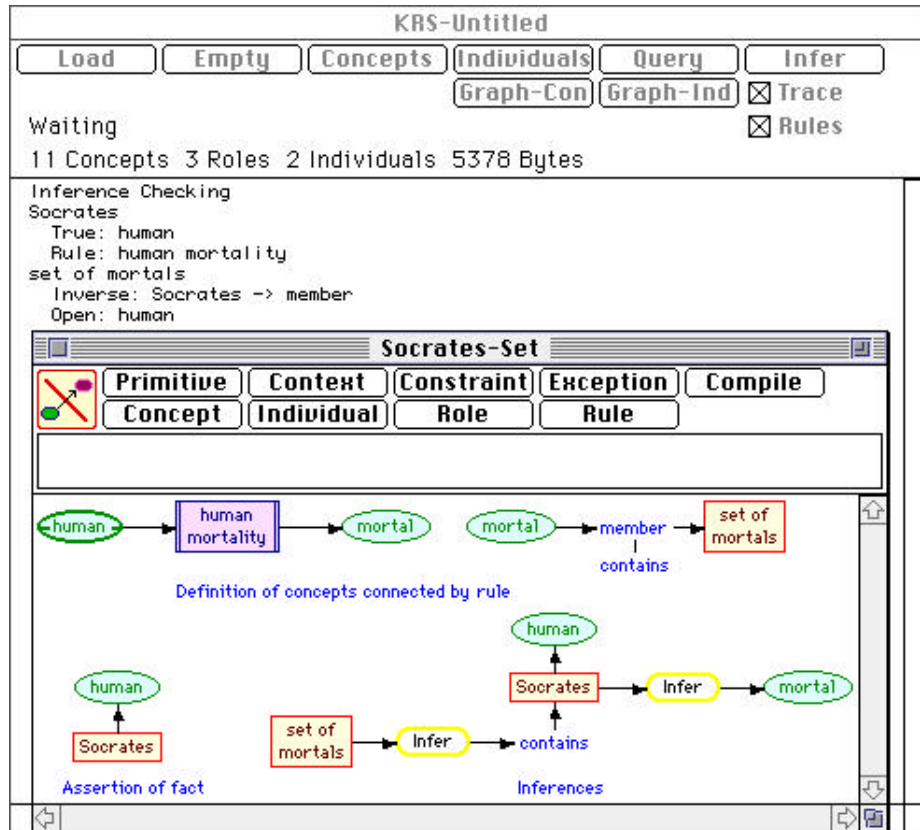 KRS-Untitled
Load Empty Concepts Individuals Query Infer
Graph-Con Graph-Ind Trace
Waiting Rules
11 Concepts 3 Roles 2 Individuals 5378 Bytes
Inference Checking
Socrates
True: human
Rule: human mortality
set of mortals
Inverse: Socrates -> member
Open: human
Socrates-Set
Primitive Context Constraint Exception Compile
Concept Individual Role Rule
human
human
mortality
mortal
mortal
member
contains
set of
mortals
Definition of concepts connected by rule
human
Socrates
Assertion of fact
human
Socrates
Infer
mortal
set of
mortals
Infer
contains
Inferences